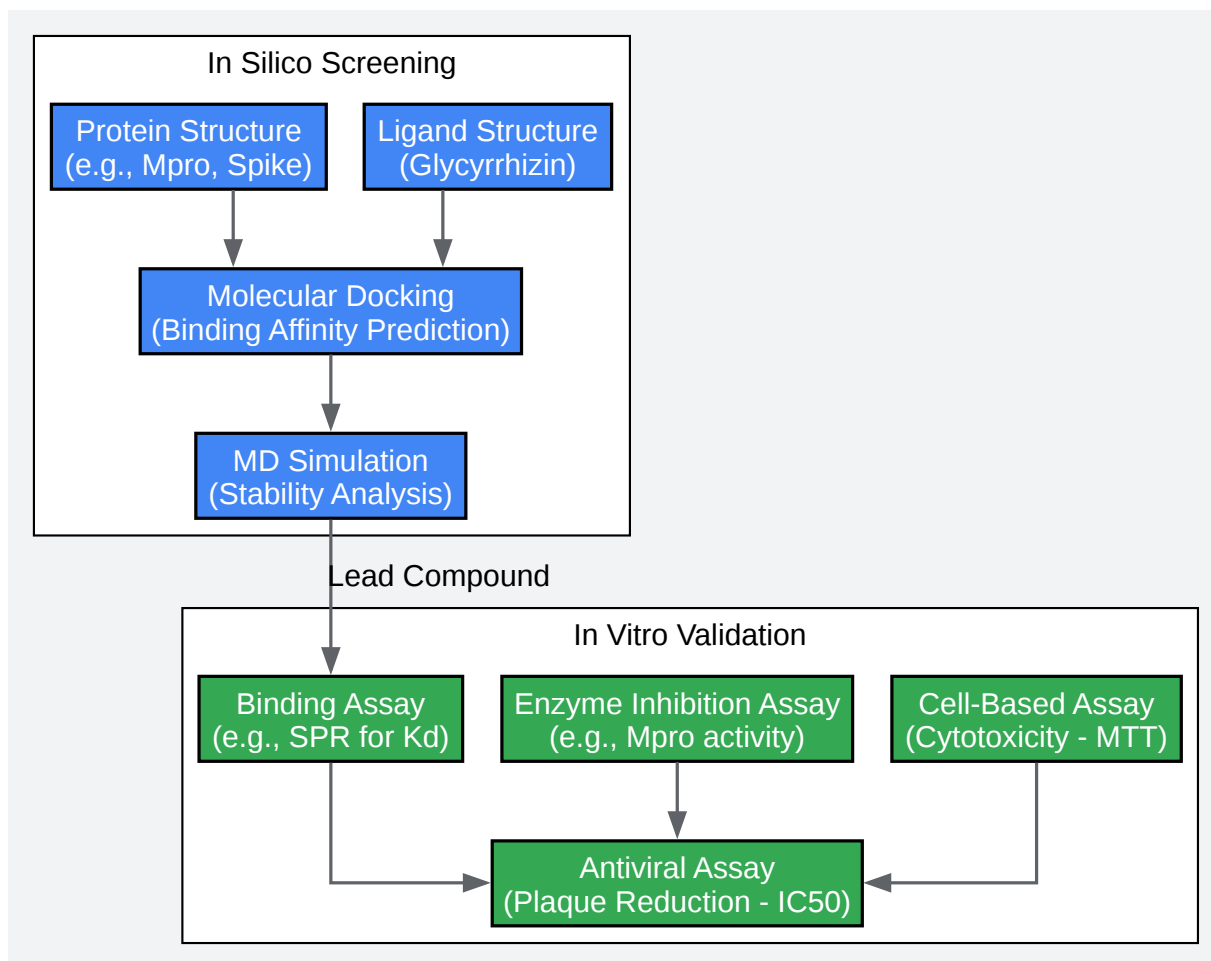 In Silico Screening
Protein Structure
(e.g., Mpro, Spike)
Ligand Structure
(Glycyrrhizin)
Molecular Docking
(Binding Affinity Prediction)
MD Simulation
(Stability Analysis)
Lead Compound
In Vitro Validation
Binding Assay
(e.g., SPR for Kd)
Enzyme Inhibition Assay
(e.g., Mpro activity)
Cell-Based Assay
(Cytotoxicity - MTT)
Antiviral Assay
(Plaque Reduction - IC50)